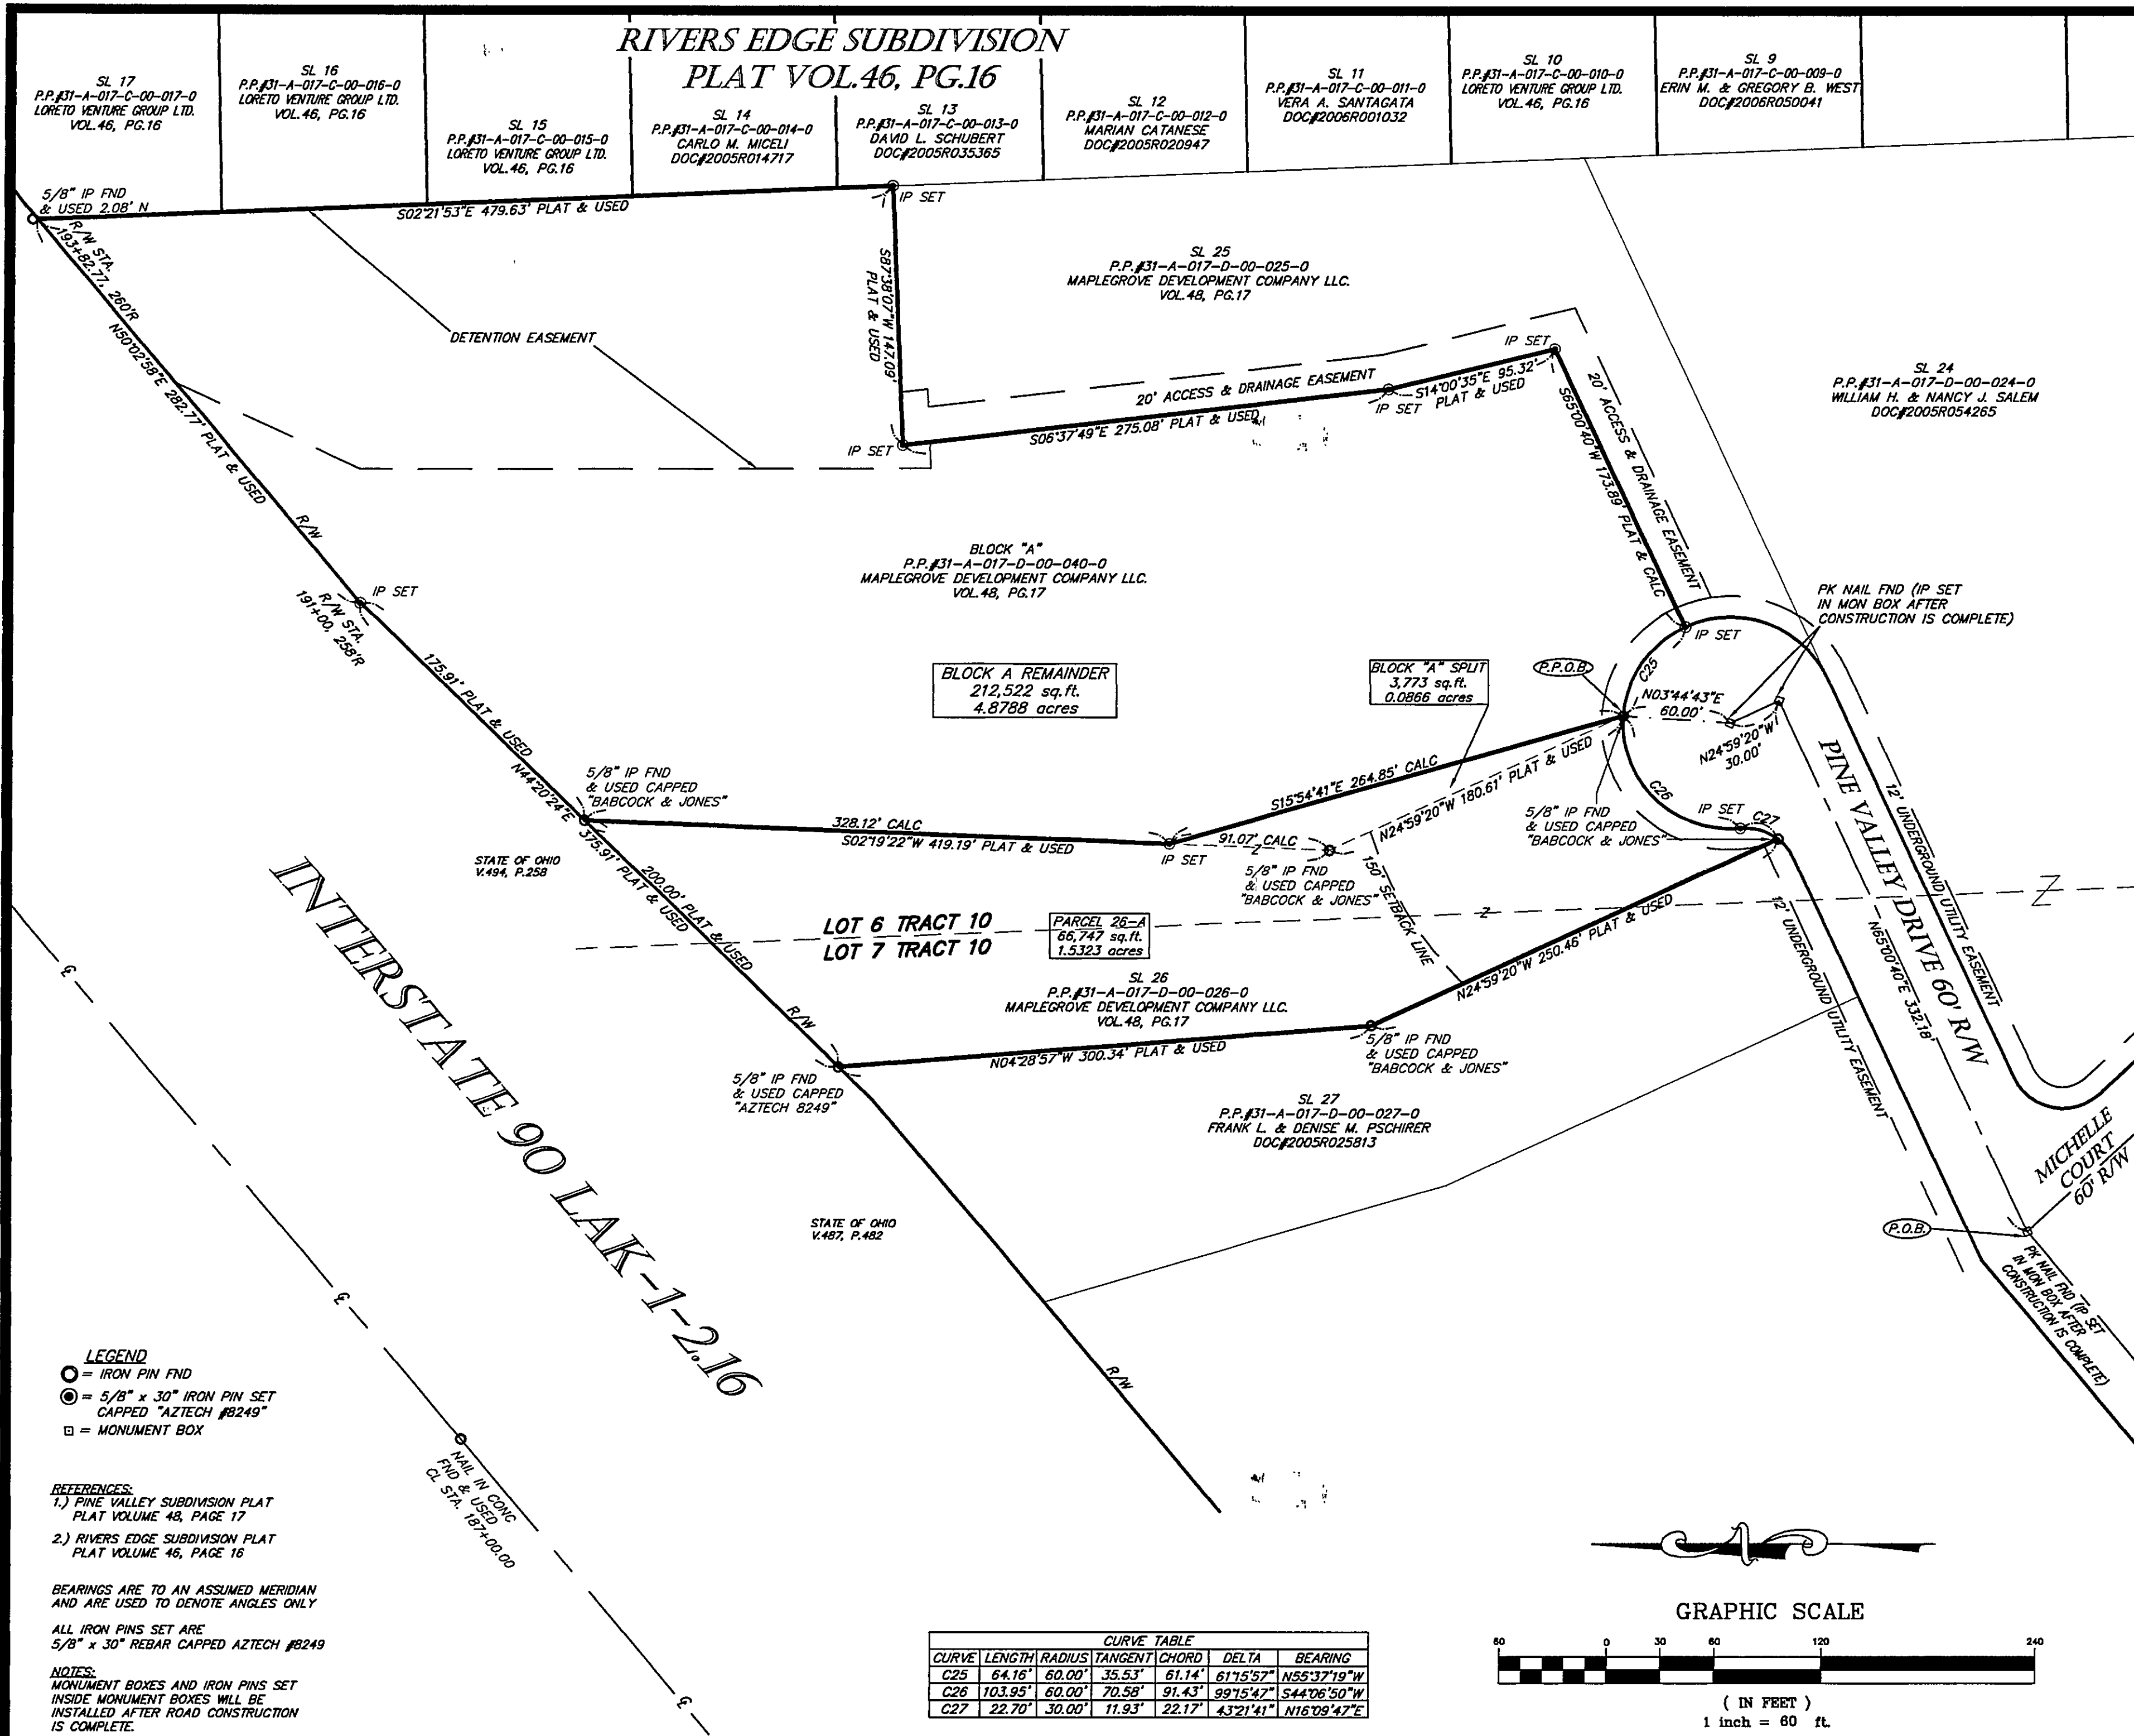 RIVERS EDGE SUBDIVISION
PLAT VOL.46, PG.16
SL 17
P.P.#31-A-017-C-00-017-0
LORETO VENTURE GROUP LTD.
VOL.46, PG.16
SL 16
P.P.#31-A-017-C-00-016-0
LORETO VENTURE GROUP LTD.
VOL.46, PG.16
SL 15
P.P.#31-A-017-C-00-015-0
LORETO VENTURE GROUP LTD.
VOL.46, PG.16
SL 14
P.P.#31-A-017-C-00-014-0
CARLO M. MICELI
DOC#2005R014717
SL 13
P.P.#31-A-017-C-00-013-0
DAVID L. SCHUBERT
DOC#2005R035365
SL 12
P.P.#31-A-017-C-00-012-0
MARIAN CATANESE
DOC#2005R020947
SL 11
P.P.#31-A-017-C-00-011-0
VERA A. SANTAGATA
DOC#2006R001032
SL 10
P.P.#31-A-017-C-00-010-0
LORETO VENTURE GROUP LTD.
VOL.46, PG.16
SL 9
P.P.#31-A-017-C-00-009-0
ERIN M. & GREGORY B. WEST
DOC#2006R050041
5/8" IP FND
& USED 2.08' N
S02°21'53"E 479.63' PLAT & USED
IP SET
R/W STA.
193+82.77, 260'R
N50°02'58"E 282.77' PLAT & USED
R/W
DETENTION EASEMENT
S87°38'07"W 147.09'
PLAT & USED
SL 25
P.P.#31-A-017-D-00-025-0
MAPLEGROVE DEVELOPMENT COMPANY LLC.
VOL.48, PG.17
20' ACCESS & DRAINAGE EASEMENT
IP SET
S06°37'49"E 275.08' PLAT & USED
IP SET
S14°00'35"E 95.32'
PLAT & USED
IP SET
20' ACCESS & DRAINAGE EASEMENT
S65°00'40"W 173.89' PLAT & CALC
SL 24
P.P.#31-A-017-D-00-024-0
WILLIAM H. & NANCY J. SALEM
DOC#2005R054265
BLOCK "A"
P.P.#31-A-017-D-00-040-0
MAPLEGROVE DEVELOPMENT COMPANY LLC.
VOL.48, PG.17
IP SET
R/W STA.
191+00, 258'R
PK NAIL FND (IP SET
IN MON BOX AFTER
CONSTRUCTION IS COMPLETE)
IP SET
BLOCK A REMAINDER
212,522 sq.ft.
4.8788 acres
BLOCK "A" SPLIT
3,773 sq.ft.
0.0866 acres
P.P.O.B.
C25
N03°44'43"E
60.00'
N24°59'20"W
30.00'
175.91' PLAT & USED
N44°20'24"E 375.91' PLAT & USED
200.00' PLAT & USED
R/W
5/8" IP FND
& USED CAPPED
"BABCOCK & JONES"
328.12' CALC
S02°19'22"W 419.19' PLAT & USED
IP SET
S15°54'41"E 264.85' CALC
N24°59'20"W 180.61' PLAT & USED
91.07' CALC
5/8" IP FND
& USED CAPPED
"BABCOCK & JONES"
150' SETBACK LINE
5/8" IP FND
& USED CAPPED
"BABCOCK & JONES"
C26
IP SET
C27
PINE VALLEY DRIVE 60' R/W
12' UNDERGROUND UTILITY EASEMENT
N65°00'40"E 332.18'
12' UNDERGROUND UTILITY EASEMENT
STATE OF OHIO
V.494, P.258
INTERSTATE 90 LAK-1-2.16
LOT 6 TRACT 10
LOT 7 TRACT 10
PARCEL 26-A
66,747 sq.ft.
1.5323 acres
Z
Z
Z
SL 26
P.P.#31-A-017-D-00-026-0
MAPLEGROVE DEVELOPMENT COMPANY LLC.
VOL.48, PG.17
N24°59'20"W 250.46' PLAT & USED
N04°28'57"W 300.34' PLAT & USED
5/8" IP FND
& USED CAPPED
"BABCOCK & JONES"
5/8" IP FND
& USED CAPPED
"AZTECH 8249"
SL 27
P.P.#31-A-017-D-00-027-0
FRANK L. & DENISE M. PSCHIRER
DOC#2005R025813
MICHELLE
COURT
60' R/W
P.O.B.
PK NAIL FND (IP SET
IN MON BOX AFTER
CONSTRUCTION IS COMPLETE)
STATE OF OHIO
V.487, P.482
R/W
LEGEND
= IRON PIN FND
= 5/8" x 30" IRON PIN SET
CAPPED "AZTECH #8249"
= MONUMENT BOX
NAIL IN CONC
FND & USED
CL STA. 187+00.00
REFERENCES:
1.) PINE VALLEY SUBDIVISION PLAT
PLAT VOLUME 48, PAGE 17
2.) RIVERS EDGE SUBDIVISION PLAT
PLAT VOLUME 46, PAGE 16
BEARINGS ARE TO AN ASSUMED MERIDIAN
AND ARE USED TO DENOTE ANGLES ONLY
ALL IRON PINS SET ARE
5/8" x 30" REBAR CAPPED AZTECH #8249
NOTES:
MONUMENT BOXES AND IRON PINS SET
INSIDE MONUMENT BOXES WILL BE
INSTALLED AFTER ROAD CONSTRUCTION
IS COMPLETE.
CURVE TABLE
CURVE LENGTH RADIUS TANGENT CHORD DELTA BEARING
C25 64.16' 60.00' 35.53' 61.14' 61°15'57" N55°37'19"W
C26 103.95' 60.00' 70.58' 91.43' 99°15'47" S44°06'50"W
C27 22.70' 30.00' 11.93' 22.17' 43°21'41" N16°09'47"E
GRAPHIC SCALE
60 0 30 60 120 240
( IN FEET )
1 inch = 60 ft.